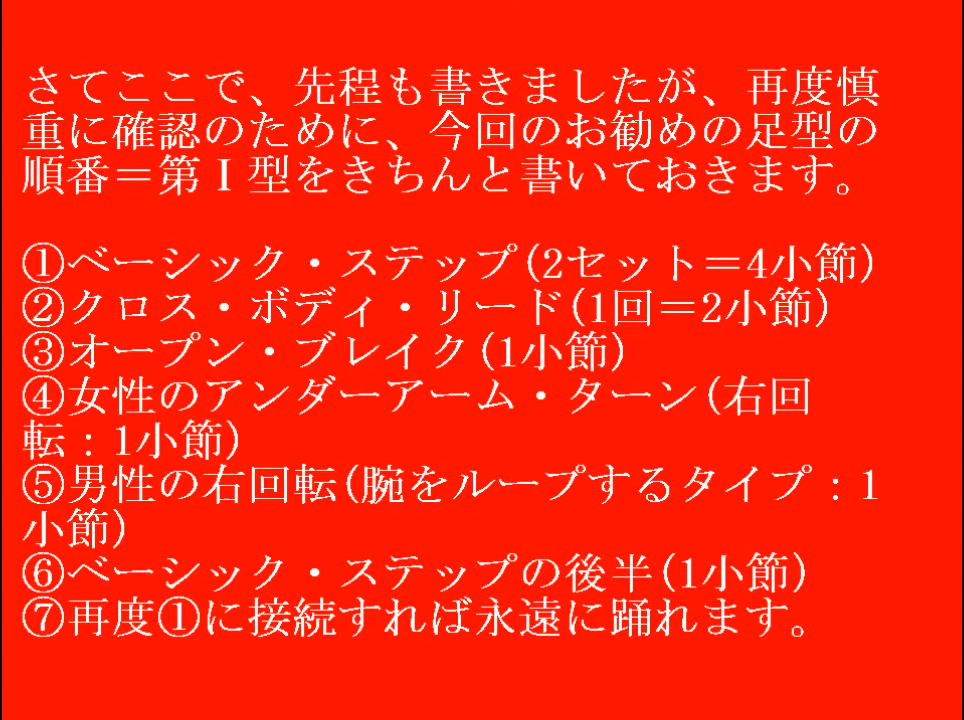 さてここで、先程も書きましたが、再度慎
重に確認のために、今回のお勧めの足型の
順番＝第Ⅰ型をきちんと書いておきます。
①ベーシック・ステップ(2セット＝4小節)
②クロス・ボディ・リード(1回＝2小節)
③オープン・ブレイク(1小節)
④女性のアンダーアーム・ターン(右回
転：1小節)
⑤男性の右回転(腕をループするタイプ：1
小節)
⑥ベーシック・ステップの後半(1小節)
⑦再度①に接続すれば永遠に踊れます。